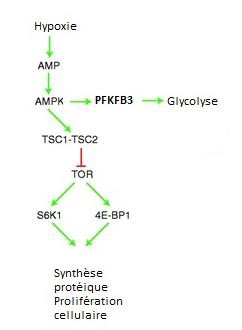 Hypoxie
AMP
AMPK PFKFB3 Glycolyse
TSC1-TSC2
TOR
S6K1 4E-BP1
Synthèse
protéique
Prolifération
cellulaire